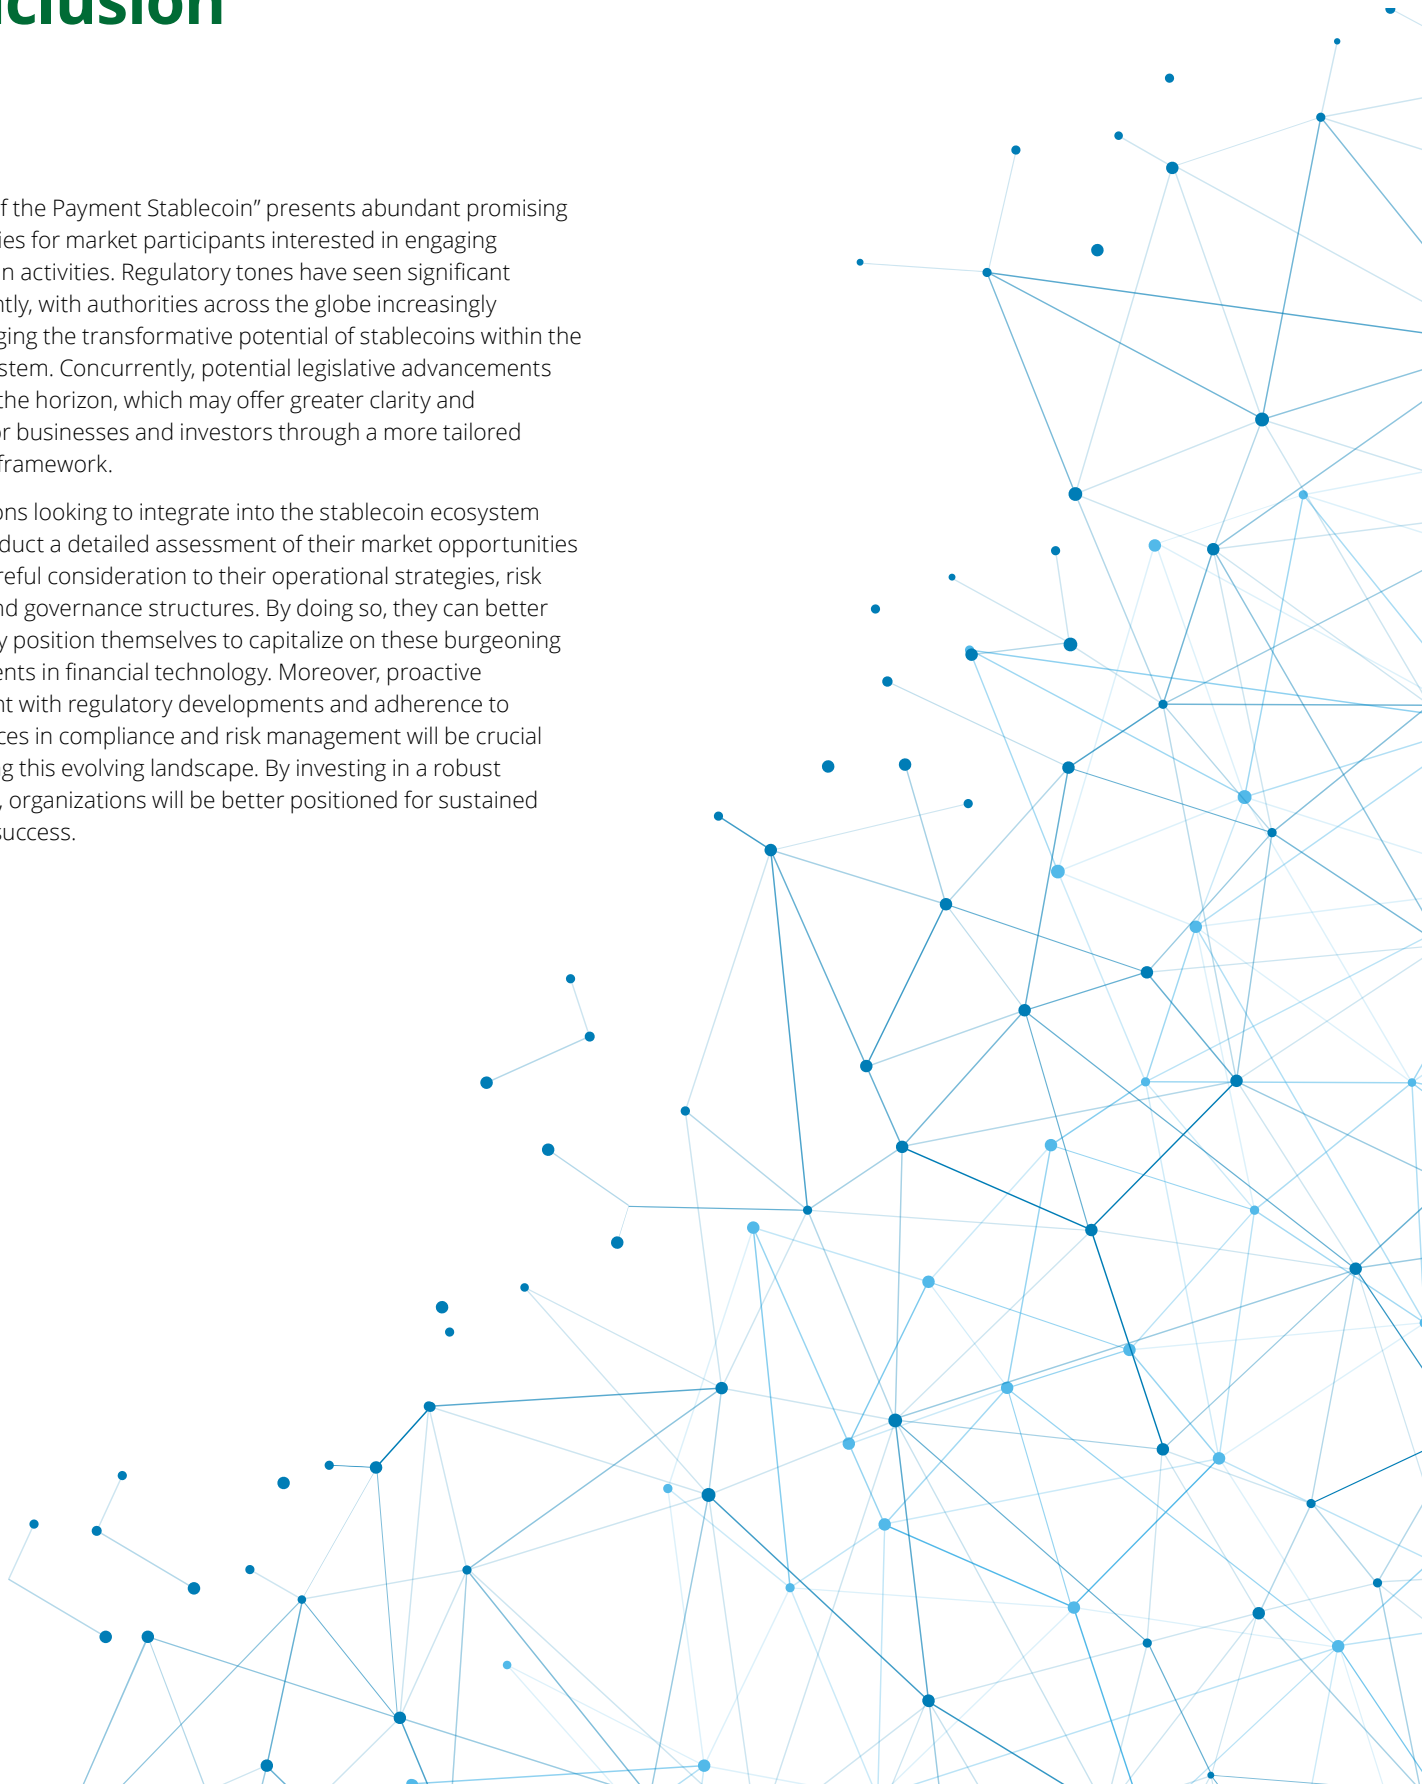 clusion
f the Payment Stablecoin” presents abundant promising
ies for market participants interested in engaging
n activities. Regulatory tones have seen significant
ntly, with authorities across the globe increasingly
ging the transformative potential of stablecoins within the
stem. Concurrently, potential legislative advancements
the horizon, which may offer greater clarity and
or businesses and investors through a more tailored
framework.
ons looking to integrate into the stablecoin ecosystem
duct a detailed assessment of their market opportunities
reful consideration to their operational strategies, risk
nd governance structures. By doing so, they can better
y position themselves to capitalize on these burgeoning
ents in financial technology. Moreover, proactive
nt with regulatory developments and adherence to
ces in compliance and risk management will be crucial
g this evolving landscape. By investing in a robust
, organizations will be better positioned for sustained
success.